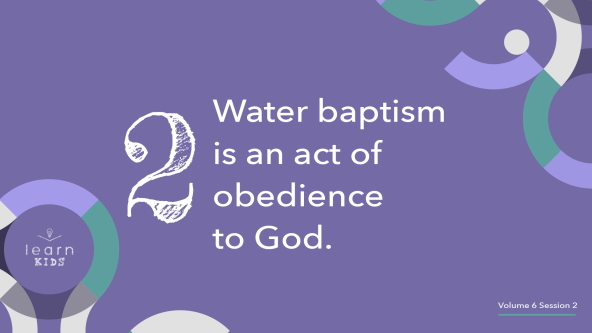 2
Water baptism
is an act of
obedience
to God.
learn
KIDS
Volume 6 Session 2